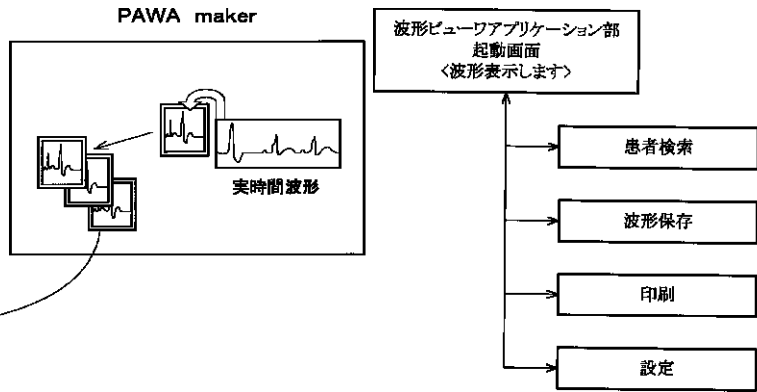 PAWA maker
実時間波形
波形ビューワアプリケーション部
起動画面
<波形表示します>
患者検索
波形保存
印刷
設定